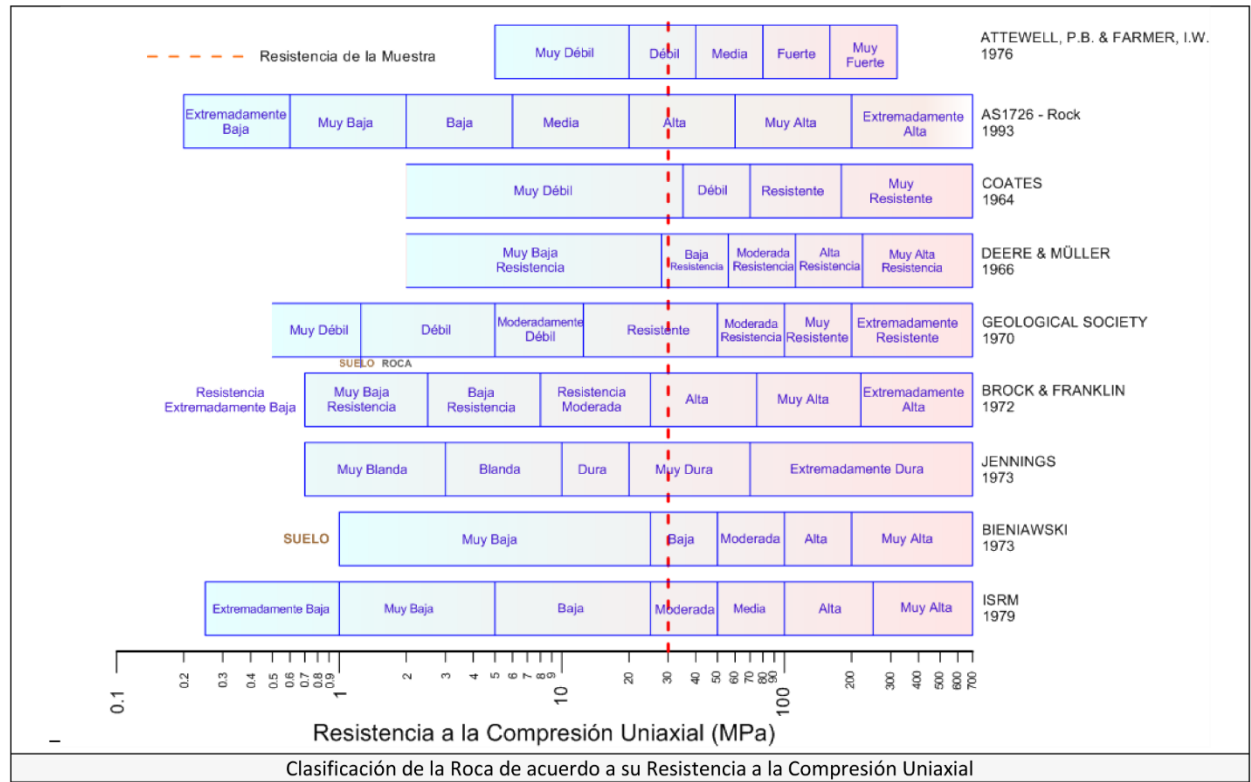 Resistencia de la Muestra
Muy Débil
Débil
Media
Fuerte
Muy
Fuerte
ATTEWELL, P.B. & FARMER, I.W.
1976
Extremadamente
Baja
Muy Baja
Baja
Media
Alta
Muy Alta
Extremadamente
Alta
AS1726 - Rock
1993
Muy Débil
Débil
Resistente
Muy
Resistente
COATES
1964
Muy Baja
Resistencia
Baja
Resistencia
Moderada
Resistencia
Alta
Resistencia
Muy Alta
Resistencia
DEERE & MÜLLER
1966
Muy Débil
Débil
Moderadamente
Débil
Resistente
Moderada
Resistencia
Muy
Resistente
Extremadamente
Resistente
GEOLOGICAL SOCIETY
1970
SUELO ROCA
Resistencia
Extremadamente Baja
Muy Baja
Resistencia
Baja
Resistencia
Resistencia
Moderada
Alta
Muy Alta
Extremadamente
Alta
BROCK & FRANKLIN
1972
Muy Blanda
Blanda
Dura
Muy Dura
Extremadamente Dura
JENNINGS
1973
SUELO
Muy Baja
Baja
Moderada
Alta
Muy Alta
BIENIAWSKI
1973
Extremadamente Baja
Muy Baja
Baja
Moderada
Media
Alta
Muy Alta
ISRM
1979
0.1 0.2 0.3 0.4 0.5 0.6 0.7 0.8 0.9 1 2 3 4 5 6 7 8 9 10 20 30 40 50 60 70 80 90 100 200 300 400 500 600 700
Resistencia a la Compresión Uniaxial (MPa)
Clasificación de la Roca de acuerdo a su Resistencia a la Compresión Uniaxial